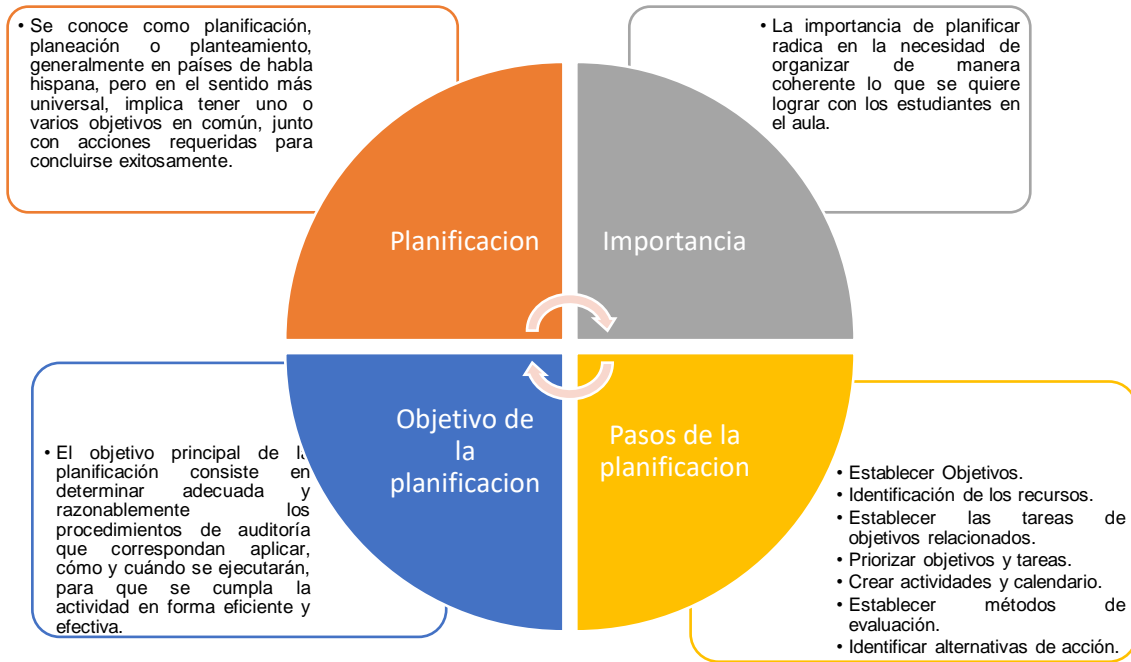 • Se conoce como planificación,
planeación o planteamiento,
generalmente en países de habla
hispana, pero en el sentido más
universal, implica tener uno o
varios objetivos en común, junto
con acciones requeridas para
concluirse exitosamente.
• La importancia de planificar
radica en la necesidad de
organizar de manera
coherente lo que se quiere
lograr con los estudiantes en
el aula.
Planificacion
Importancia
Objetivo de
la
planificacion
Pasos de la
planificacion
• El objetivo principal de la
planificación consiste en
determinar adecuada y
razonablemente los
procedimientos de auditoría
que correspondan aplicar,
cómo y cuándo se ejecutarán,
para que se cumpla la
actividad en forma eficiente y
efectiva.
• Establecer Objetivos.
• Identificación de los recursos.
• Establecer las tareas de
objetivos relacionados.
• Priorizar objetivos y tareas.
• Crear actividades y calendario.
• Establecer métodos de
evaluación.
• Identificar alternativas de acción.